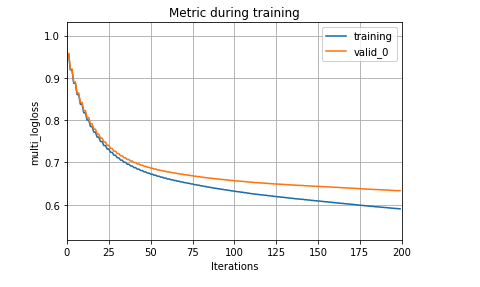 Metric during training
training
valid_0
multi_logloss
1.0
0.9
0.8
0.7
0.6
0 25 50 75 100 125 150 175 200
Iterations